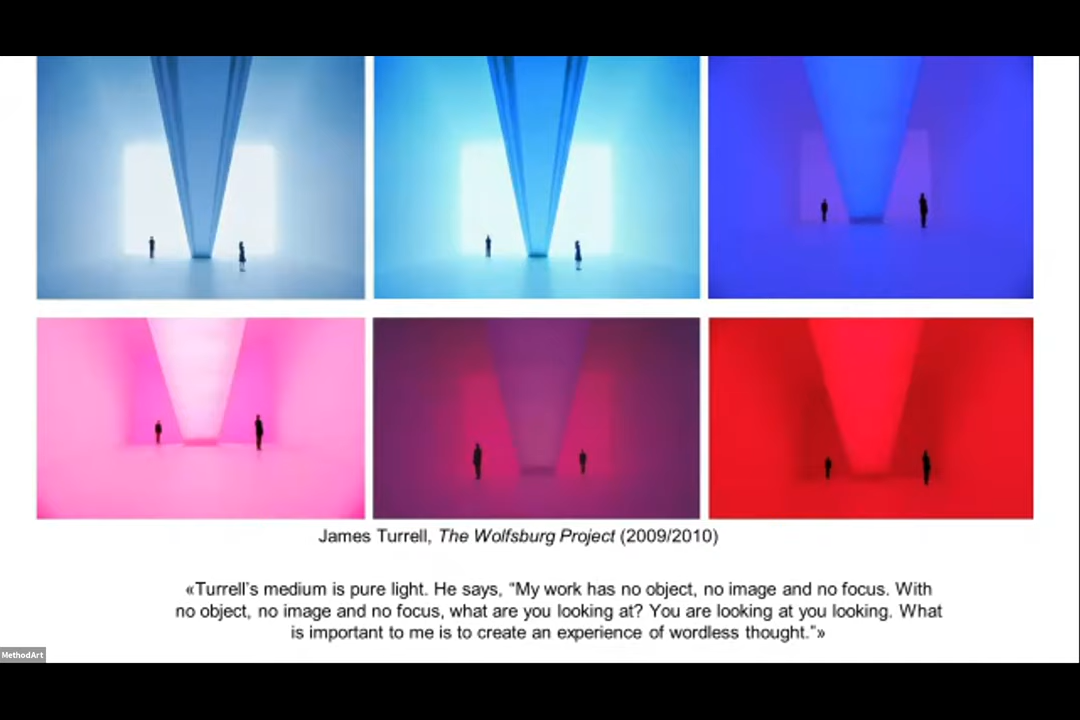 James Turrell, The Wolfsburg Project (2009/2010)
«Turrell's medium is pure light. He says, “My work has no object, no image and no focus. With
no object, no image and no focus, what are you looking at? You are looking at you looking. What
is important to me is to create an experience of wordless thought.”»
MethodArt